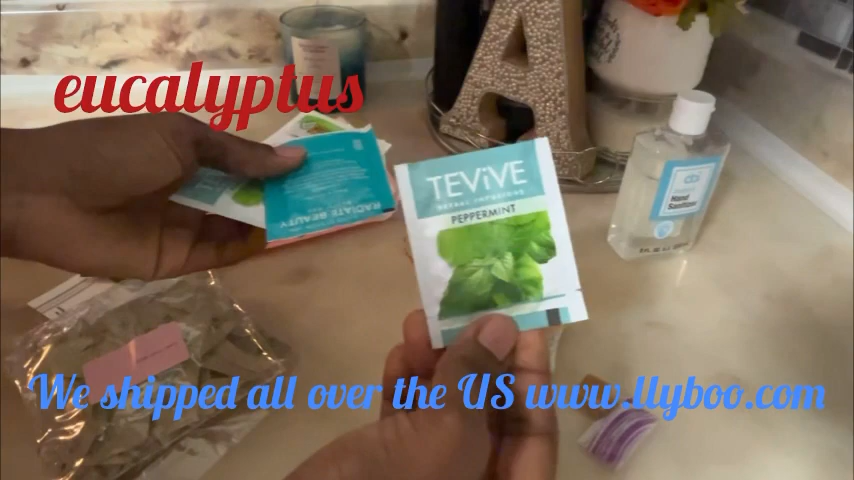 eucalyptus
TEViVE
HERBAL INFUSIONS
PEPPERMINT
RADIATE BEAUTY
Hand
Sanitizer
We shipped all over the US www.llyboo.com